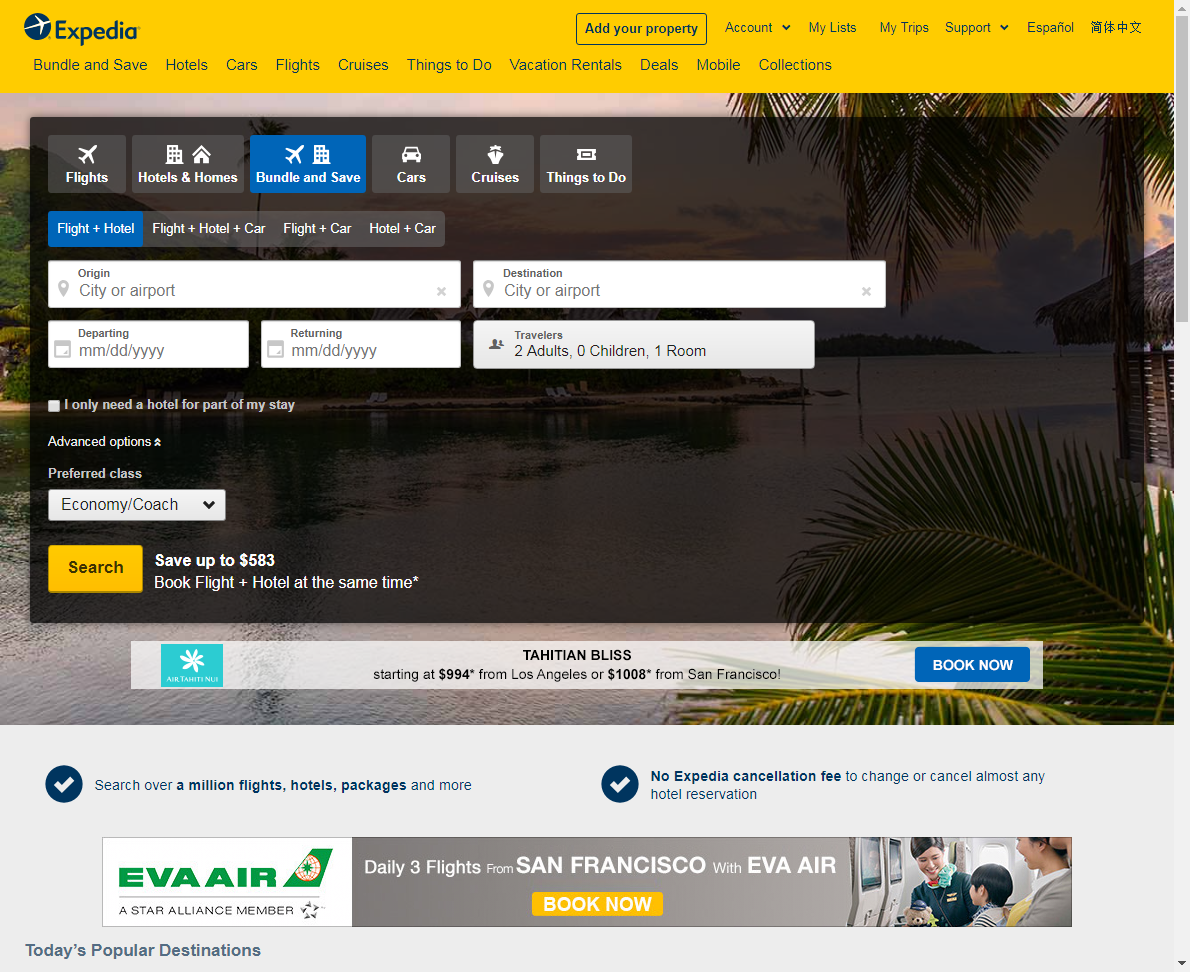 Expedia
Add your property
Account
My Lists
My Trips
Support
Español
简体中文
Bundle and Save
Hotels
Cars
Flights
Cruises
Things to Do
Vacation Rentals
Deals
Mobile
Collections
Flights
Hotels & Homes
Bundle and Save
Cars
Cruises
Things to Do
Flight + Hotel
Flight + Hotel + Car
Flight + Car
Hotel + Car
Origin
City or airport
Destination
City or airport
Departing
mm/dd/yyyy
Returning
mm/dd/yyyy
Travelers
2 Adults, 0 Children, 1 Room
I only need a hotel for part of my stay
Advanced options
Preferred class
Economy/Coach
Search
Save up to $583
Book Flight + Hotel at the same time*
AIR TAHITI NUI
TAHITIAN BLISS
starting at $994* from Los Angeles or $1008* from San Francisco!
BOOK NOW
Search over a million flights, hotels, packages and more
No Expedia cancellation fee to change or cancel almost any
hotel reservation
EVA AIR
A STAR ALLIANCE MEMBER
Daily 3 Flights From SAN FRANCISCO With EVA AIR
BOOK NOW
Today's Popular Destinations